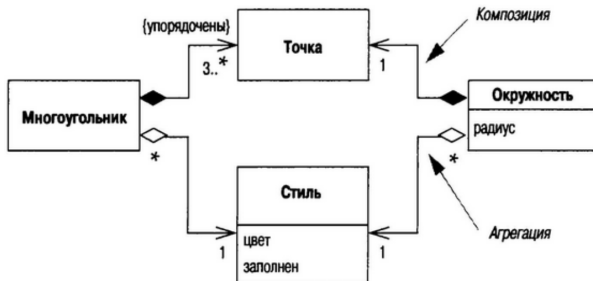 {упорядочены}
Точка
Композиция
3..*
1
Многоугольник
Окружность
радиус
*
*
Стиль
цвет
заполнен
1
1
Агрегация